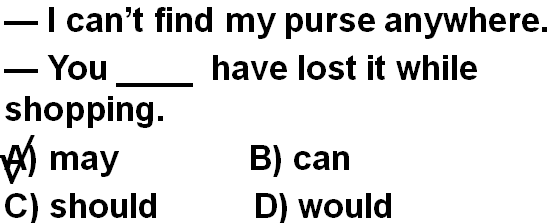 — I can’t find my purse anywhere.
— You ____ have lost it while
shopping.
A) may B) can
C) should D) would